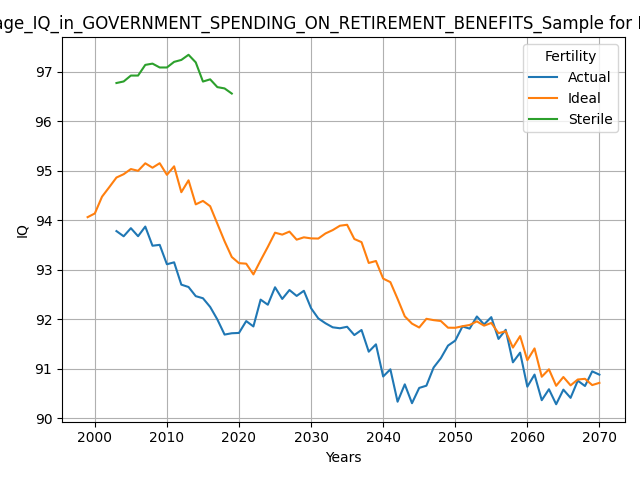 age_IQ_in_GOVERNMENT_SPENDING_ON_RETIREMENT_BENEFITS_Sample for
Fertility
Actual
Ideal
Sterile
IQ
97
96
95
94
93
92
91
90
2000 2010 2020 2030 2040 2050 2060 2070
Years